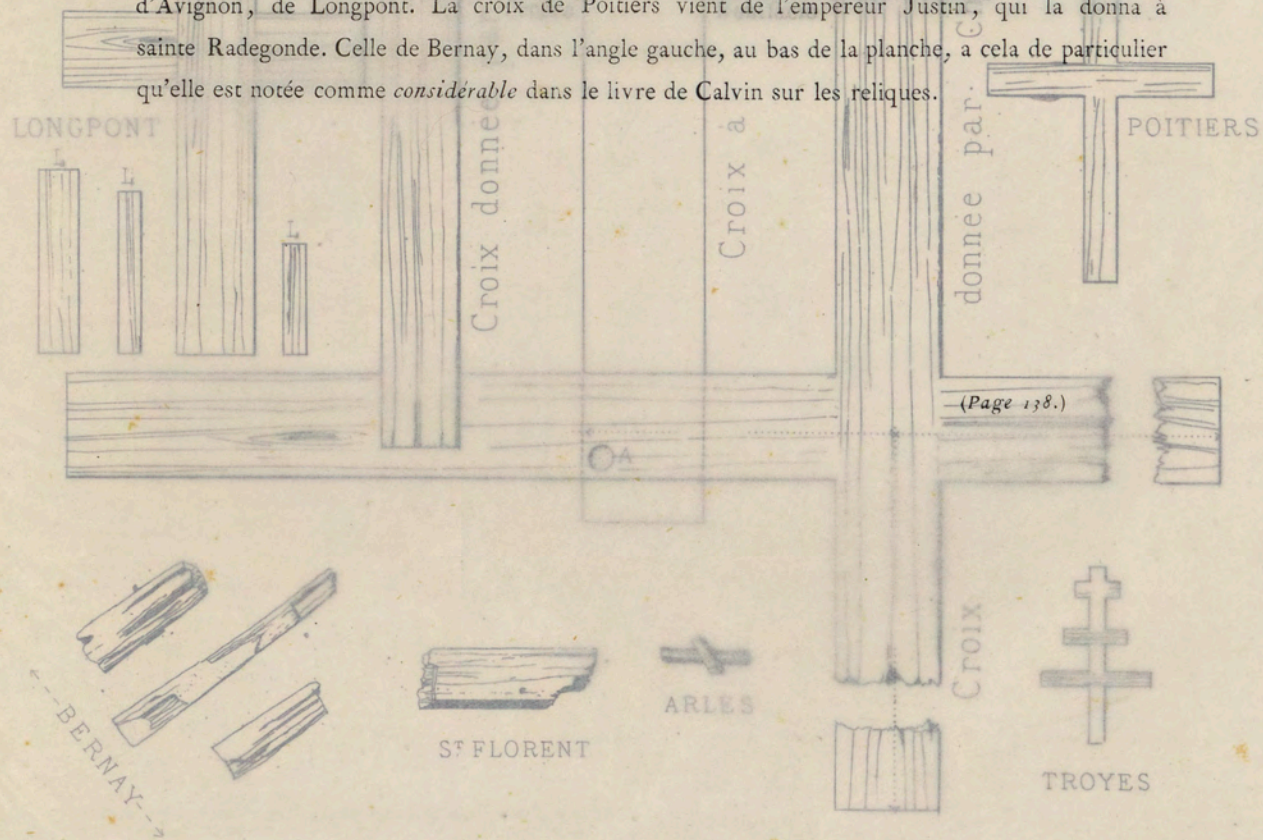 d'Avignon, de Longpont. La croix de Poitiers vient de l'empereur Justin, qui la donna à
sainte Radegonde. Celle de Bernay, dans l'angle gauche, au bas de la planche, a cela de particulier
qu'elle est notée comme considérable dans le livre de Calvin sur les reliques.
LONGPONT
L
L
L
Croix donnée
Croix à
donnée par. C
POITIERS
(Page 138.)
A
BERNAY
ST FLORENT
ARLES
Croix
TROYES